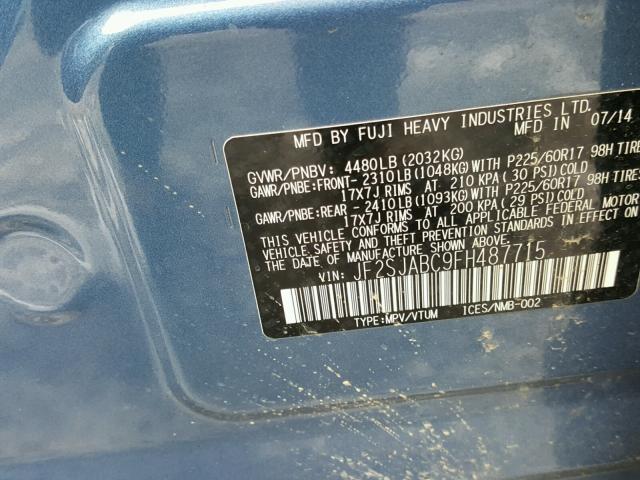 MFD BY FUJI HEAVY INDUSTRIES LTD.
MFD IN 07/14
GVWR/PNBV: 4480LB(2032KG)
GAWR/PNBE:FRONT-2310LB(1048KG)WITH P225/60R17 98H TIRES
17X7J RIMS AT 210 KPA(30 PSI)COLD
GAWR/PNBE:REAR -2410LB(1093KG)WITH P225/60R17 98H TIRES
17X7J RIMS AT 200 KPA(29 PSI)COLD
THIS VEHICLE CONFORMS TO ALL APPLICABLE FEDERAL MOTOR
VEHICLE SAFETY AND BUMPER STANDARDS IN EFFECT ON
THE DATE OF MANUFACTURE SHOWN ABOVE.
VIN: JF2SJABC9FH487715
TYPE:MPV/VTUM ICES/NMB-002